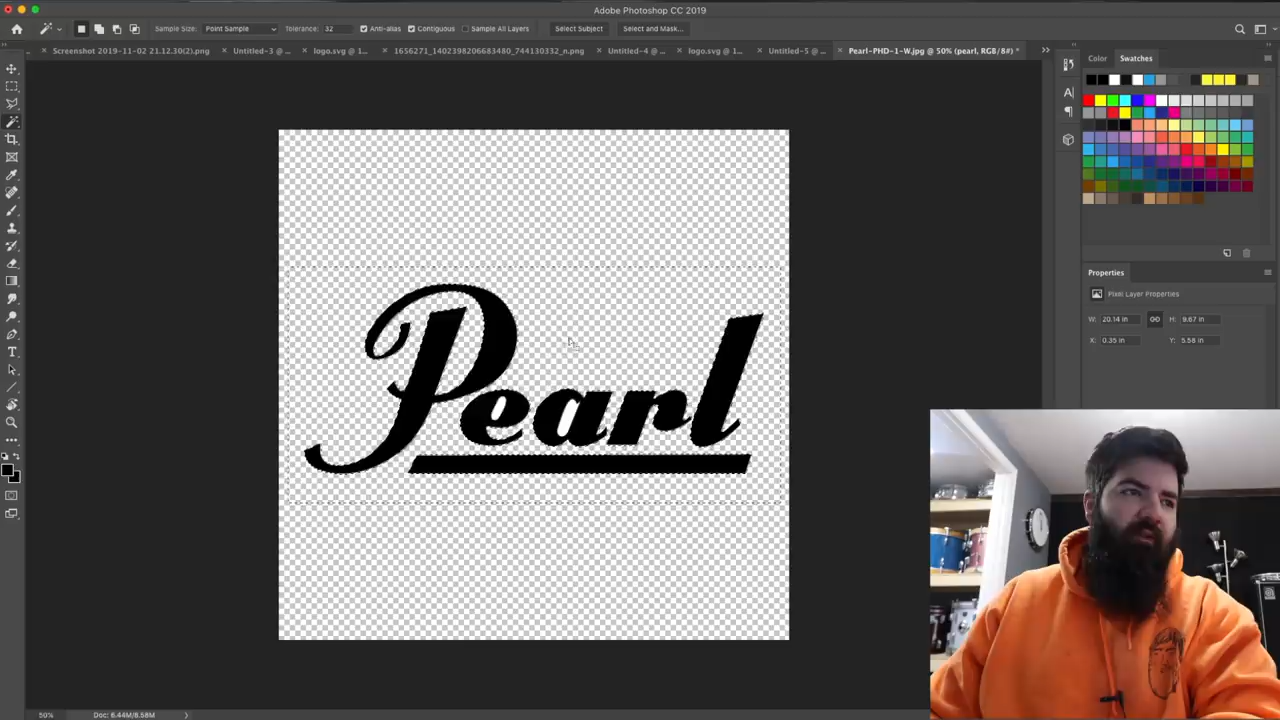 Adobe Photoshop CC 2019
Sample Size: Point Sample Tolerance: 32 Anti-alias Contiguous Sample All Layers Select Subject Select and Mask...
Screenshot 2019-11-02 21.12.30(2).png Untitled-3 @... logo.svg @ 1... 1656271_1402398206683480_744130332_n.png Untitled-4 @... logo.svg @ 1... Untitled-5 @... Pearl-PHD-1-W.jpg @ 50% (pearl, RGB/8#) *
Color Swatches
Properties
Pixel Layer Properties
W: 20.14 in H: 9.67 in
X: 0.35 in Y: 5.58 in
Pearl
50% Doc: 6.44M/8.58M